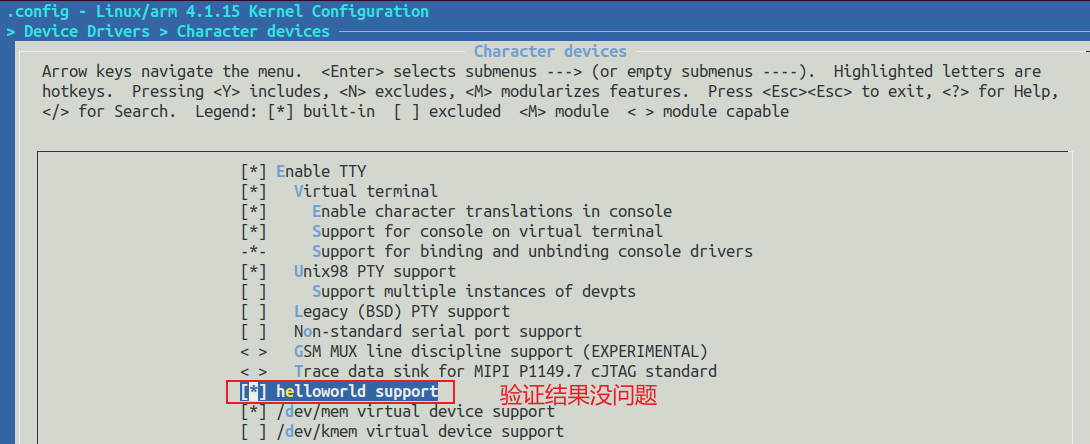 .config - Linux/arm 4.1.15 Kernel Configuration
> Device Drivers > Character devices
Character devices
Arrow keys navigate the menu.  <Enter> selects submenus ---> (or empty submenus ----).  Highlighted letters are
hotkeys.  Pressing <Y> includes, <N> excludes, <M> modularizes features.  Press <Esc><Esc> to exit, <?> for Help,
</> for Search.  Legend: [*] built-in  [ ] excluded  <M> module  < > module capable
[*] Enable TTY
[*]   Virtual terminal
[*]     Enable character translations in console
[*]     Support for console on virtual terminal
-*-     Support for binding and unbinding console drivers
[*]   Unix98 PTY support
[ ]     Support multiple instances of devpts
[ ]   Legacy (BSD) PTY support
[ ]   Non-standard serial port support
< >   GSM MUX line discipline support (EXPERIMENTAL)
< >   Trace data sink for MIPI P1149.7 cJTAG standard
[*] helloworld support 验证结果没问题
[*] /dev/mem virtual device support
[ ] /dev/kmem virtual device support